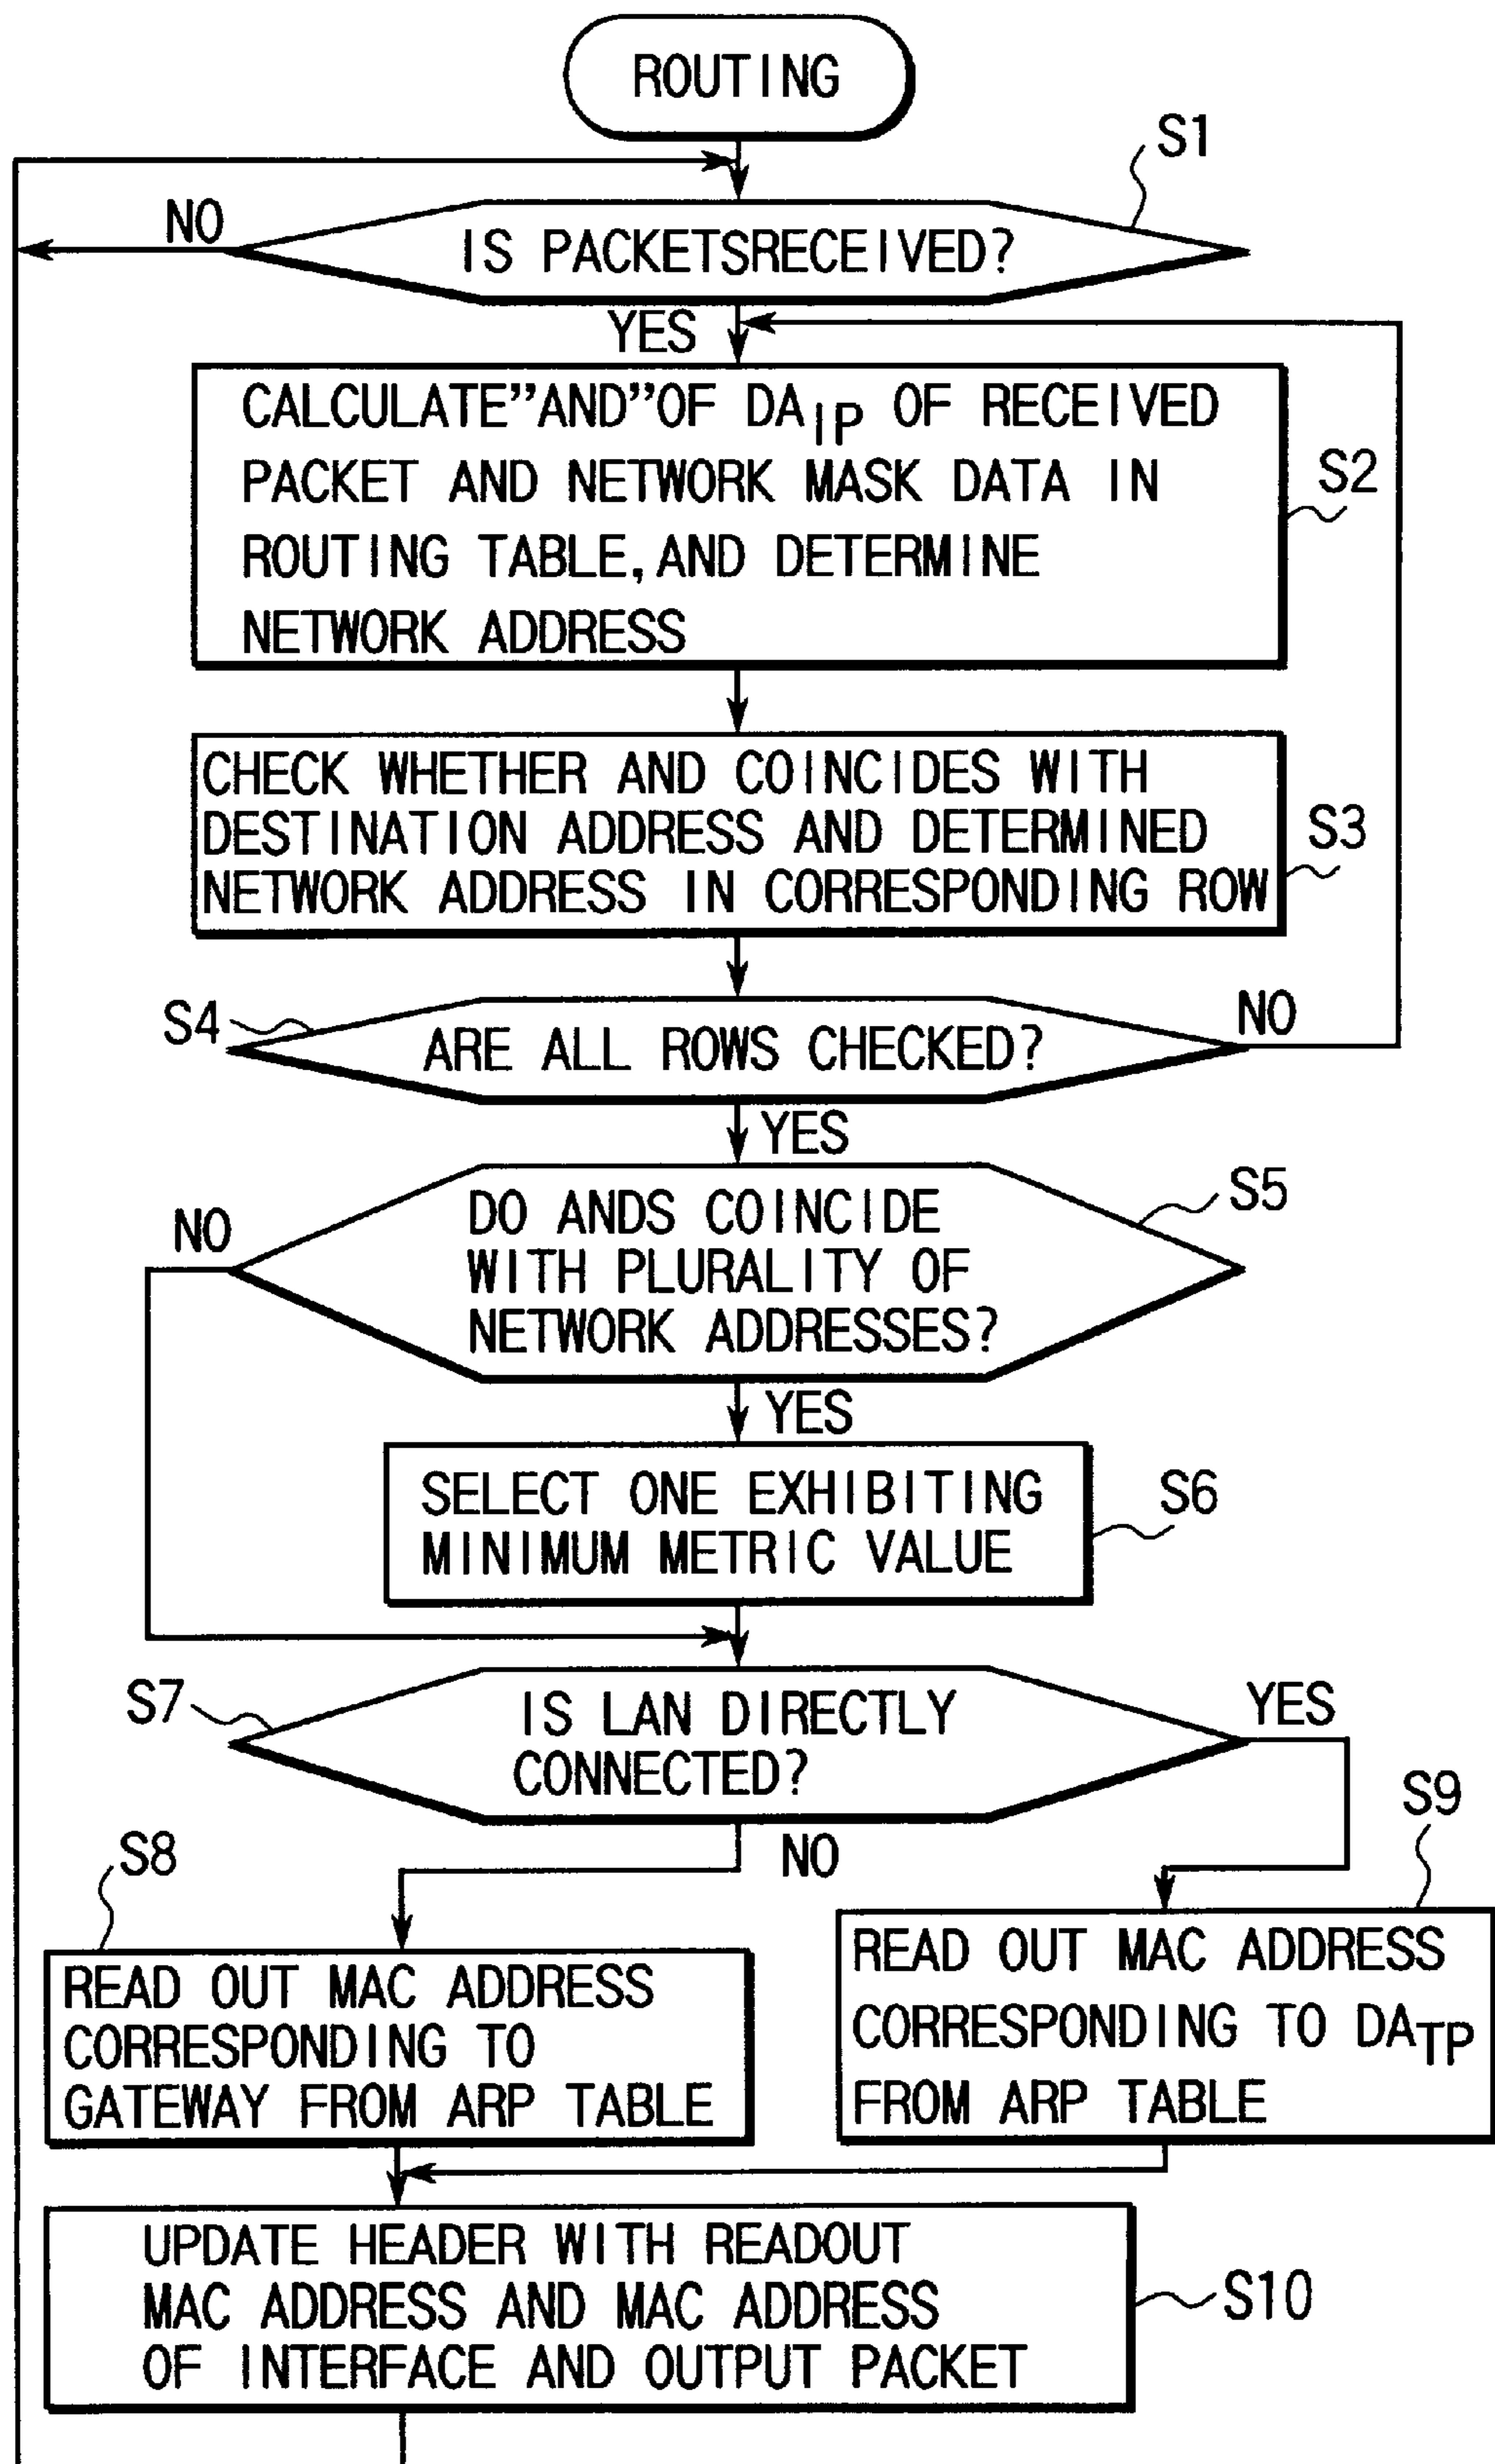 ROUTING
S1
NO
IS PACKETSRECEIVED?
YES
CALCULATE”AND”OF DAIP OF RECEIVED
PACKET AND NETWORK MASK DATA IN
ROUTING TABLE, AND DETERMINE
NETWORK ADDRESS
S2
CHECK WHETHER AND COINCIDES WITH
DESTINATION ADDRESS AND DETERMINED
NETWORK ADDRESS IN CORRESPONDING ROW
S3
S4
ARE ALL ROWS CHECKED?
NO
YES
NO
DO ANDS COINCIDE
WITH PLURALITY OF
NETWORK ADDRESSES?
S5
YES
SELECT ONE EXHIBITING
MINIMUM METRIC VALUE
S6
S7
IS LAN DIRECTLY
CONNECTED?
YES
NO
S8
READ OUT MAC ADDRESS
CORRESPONDING TO
GATEWAY FROM ARP TABLE
S9
READ OUT MAC ADDRESS
CORRESPONDING TO DATP
FROM ARP TABLE
UPDATE HEADER WITH READOUT
MAC ADDRESS AND MAC ADDRESS
OF INTERFACE AND OUTPUT PACKET
S10